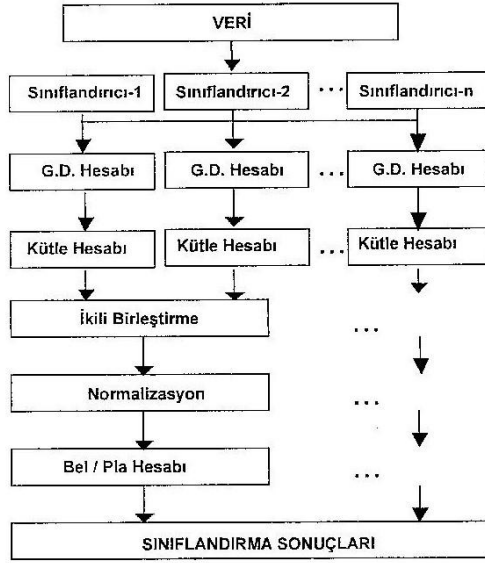 VERİ
Sınıflandırıcı-1 Sınıflandırıcı-2 ... Sınıflandırıcı-n
G.D. Hesabı G.D. Hesabı ... G.D. Hesabı
Kütle Hesabı Kütle Hesabı ... Kütle Hesabı
İkili Birleştirme ...
Normalizasyon ...
Bel / Pla Hesabı ...
SINIFLANDIRMA SONUÇLARI